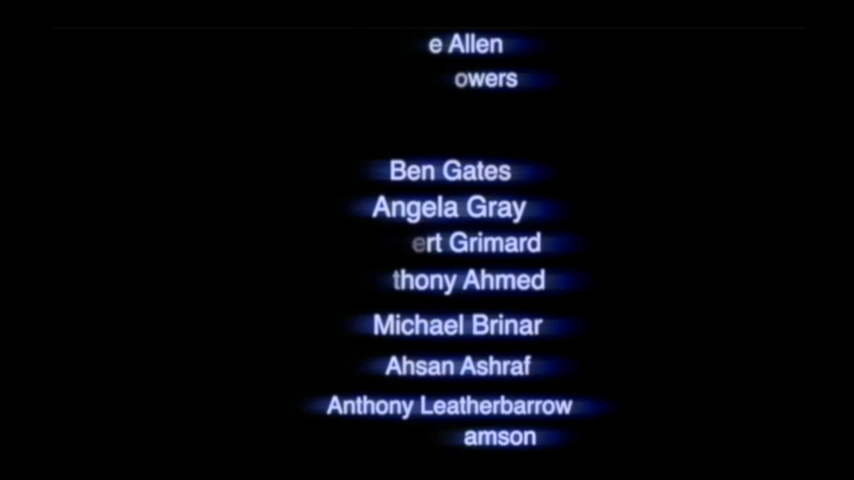 e Allen
owers
Ben Gates
Angela Gray
ert Grimard
thony Ahmed
Michael Brinar
Ahsan Ashraf
Anthony Leatherbarrow
amson